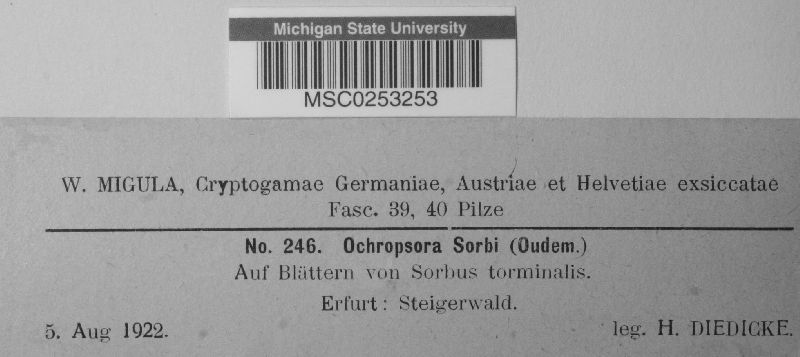 Michigan State University
MSC0253253
W. MIGULA, Cryptogamae Germaniae, Austriae et Helvetiae exsiccatae
Fasc. 39, 40 Pilze
No. 246. Ochropsora Sorbi (Oudem.)
Auf Blättern von Sorbus torminalis.
Erfurt: Steigerwald.
5. Aug 1922. leg. H. DIEDICKE.